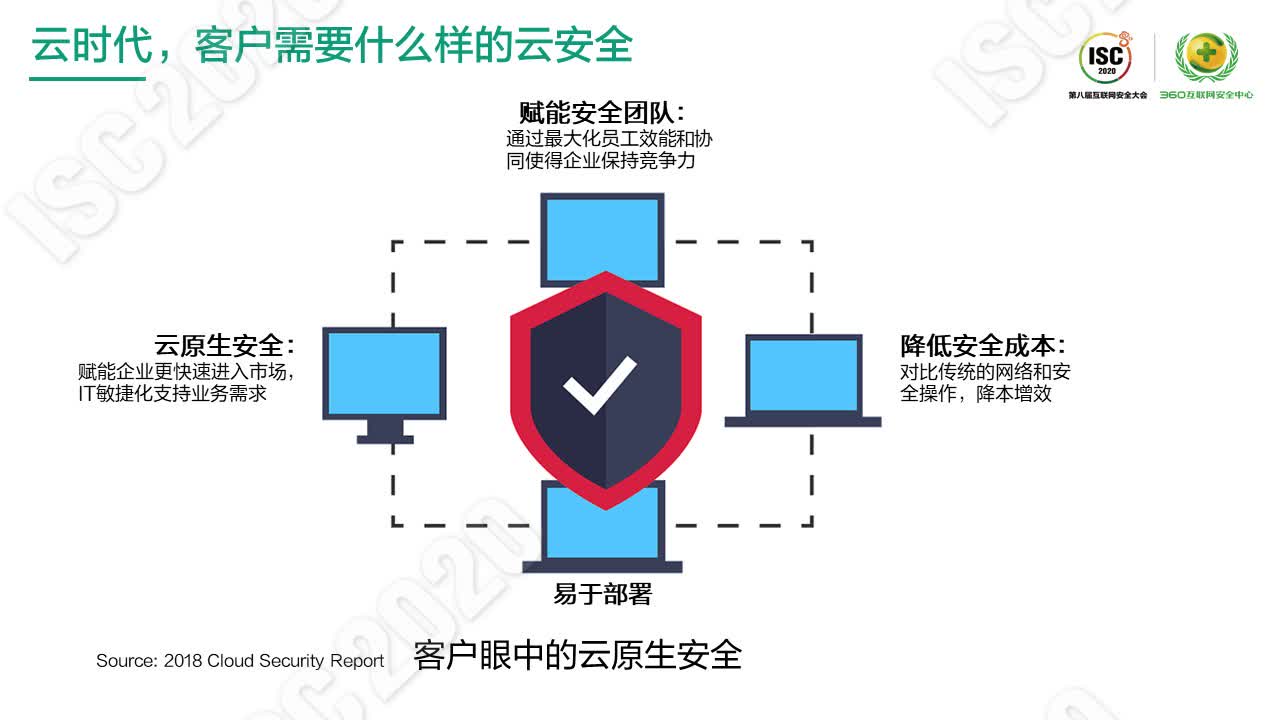 云时代，客户需要什么样的云安全
ISC
2020
第八届互联网安全大会
360互联网安全中心
赋能安全团队：
通过最大化员工效能和协
同使得企业保持竞争力
云原生安全：
赋能企业更快速进入市场，
IT敏捷化支持业务需求
降低安全成本：
对比传统的网络和安
全操作，降本增效
易于部署
Source: 2018 Cloud Security Report
客户眼中的云原生安全
ISC 2020
ISC 2020
ISC 2020